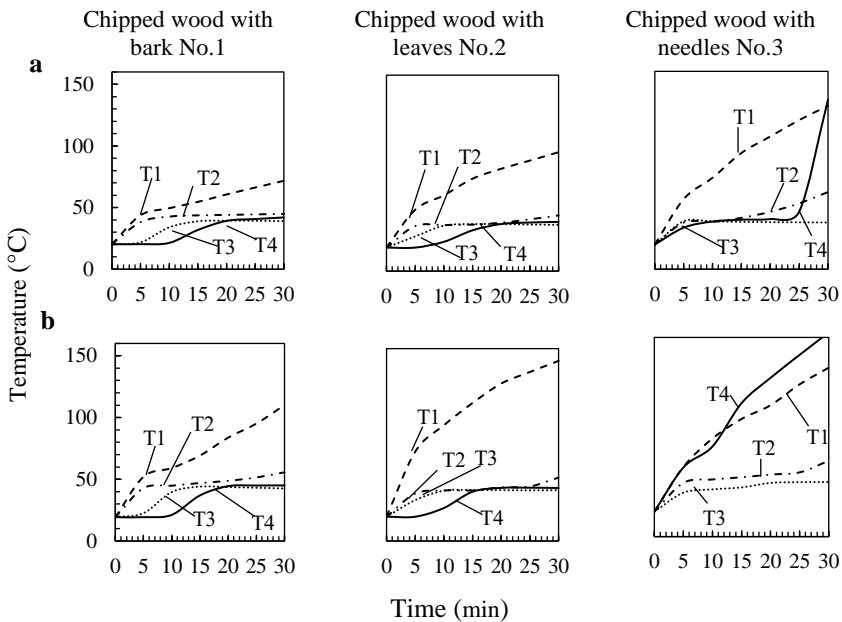 Chipped wood with
bark No.1
Chipped wood with
leaves No.2
Chipped wood with
needles No.3
a
150
100
50
0
T1
T2
T3
T4
0 5 10 15 20 25 30
T1
T2
T3
T4
0 5 10 15 20 25 30
T1
T2
T3
T4
0 5 10 15 20 25 30
Temperature (°C)
b
150
100
50
0
T1
T2
T3
T4
0 5 10 15 20 25 30
T1
T2
T3
T4
0 5 10 15 20 25 30
T4
T1
T2
T3
0 5 10 15 20 25 30
Time (min)